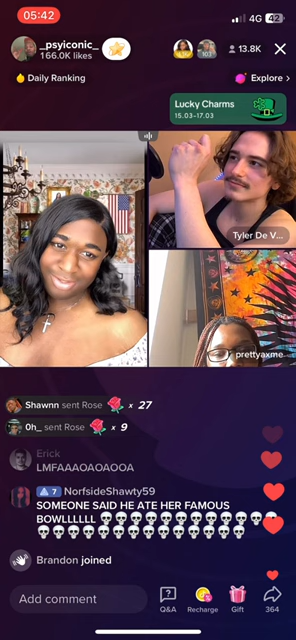 05:42
4G 42
_psyiconic_
166.0K likes
13.8K
Daily Ranking
Explore >
Lucky Charms
15.03-17.03
Tyler De V...
prettyaxme
Shawnn sent Rose x 27
0h_ sent Rose x 9
Erick
LMFAAAOAOAOOA
7 NorfsideShawty59
SOMEONE SAID HE ATE HER FAMOUS
BOWLLLLLL 💀💀💀💀💀💀💀💀💀💀💀💀
💀💀💀💀💀💀💀💀💀💀💀💀💀
Brandon joined
Add comment
Q&A
Recharge
Gift
364